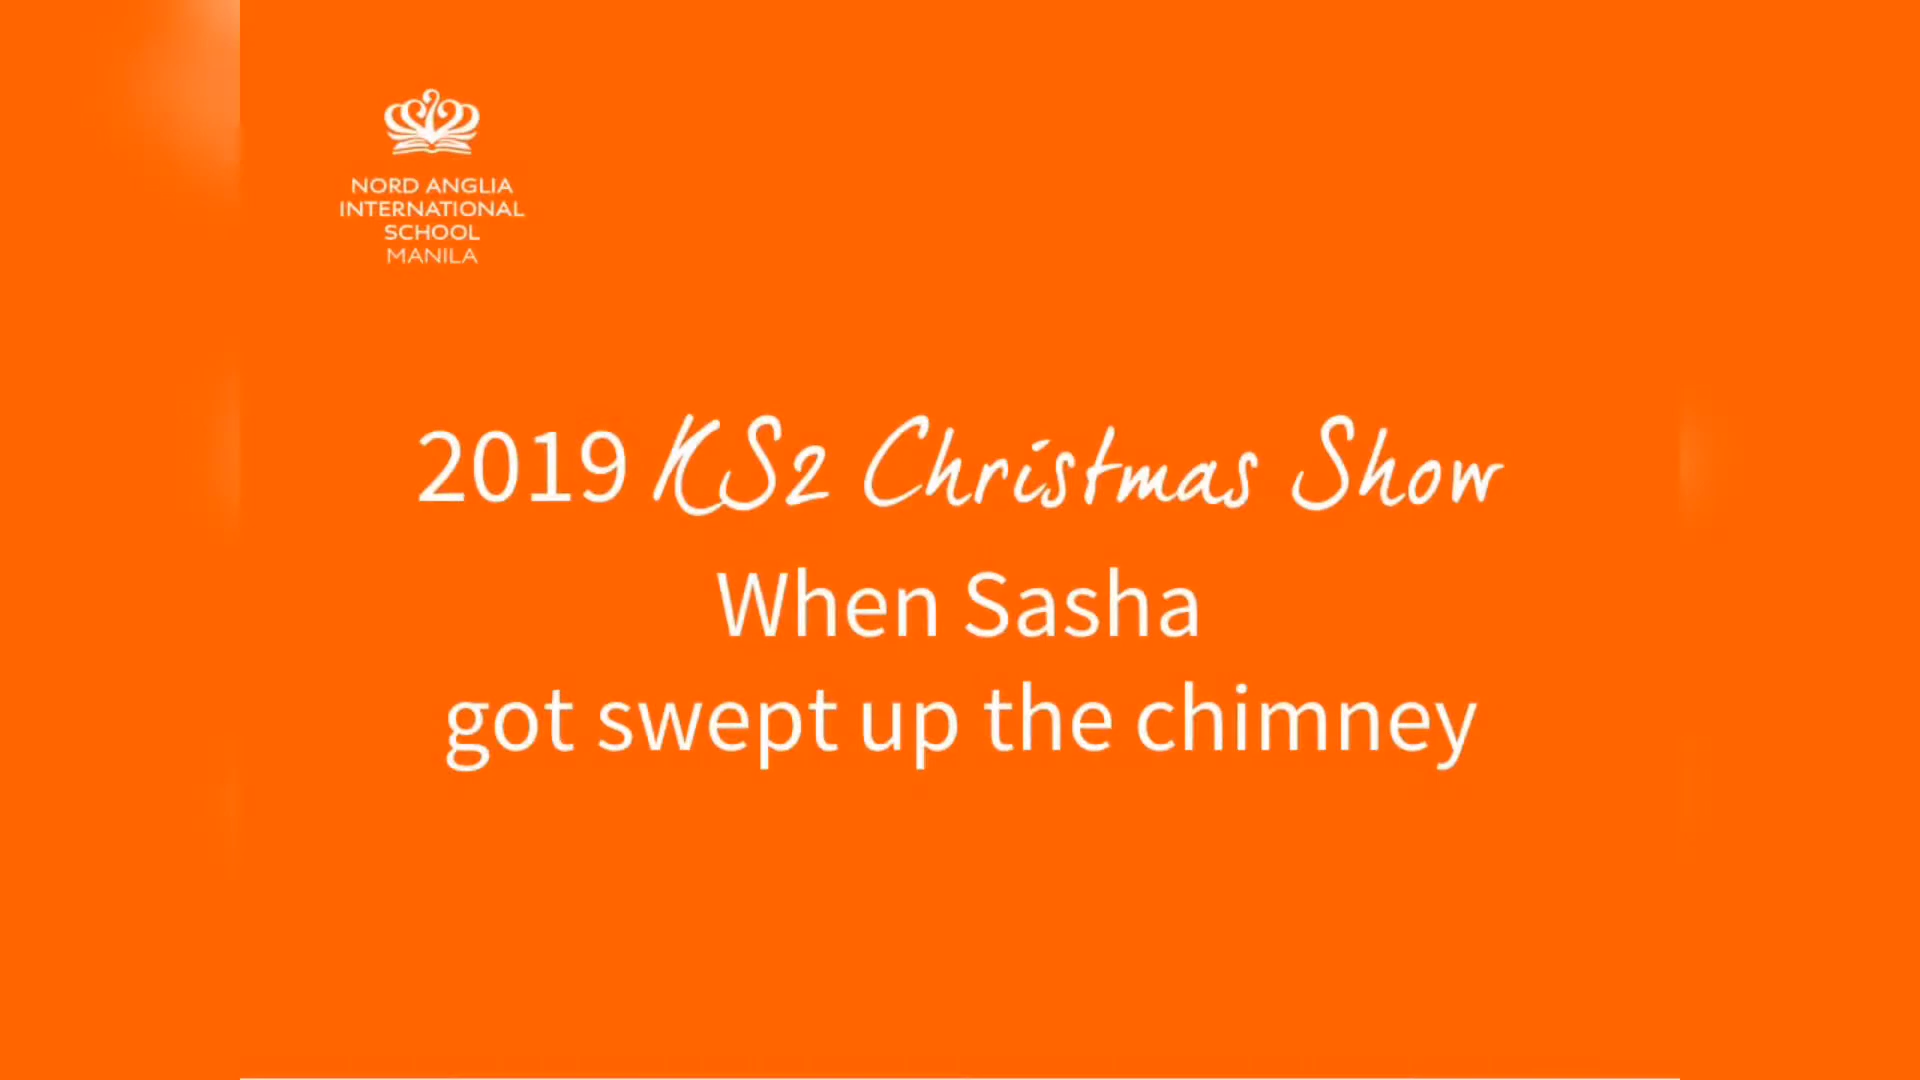 NORD ANGLIA
INTERNATIONAL
SCHOOL
MANILA
2019 KS2 Christmas Show
When Sasha
got swept up the chimney